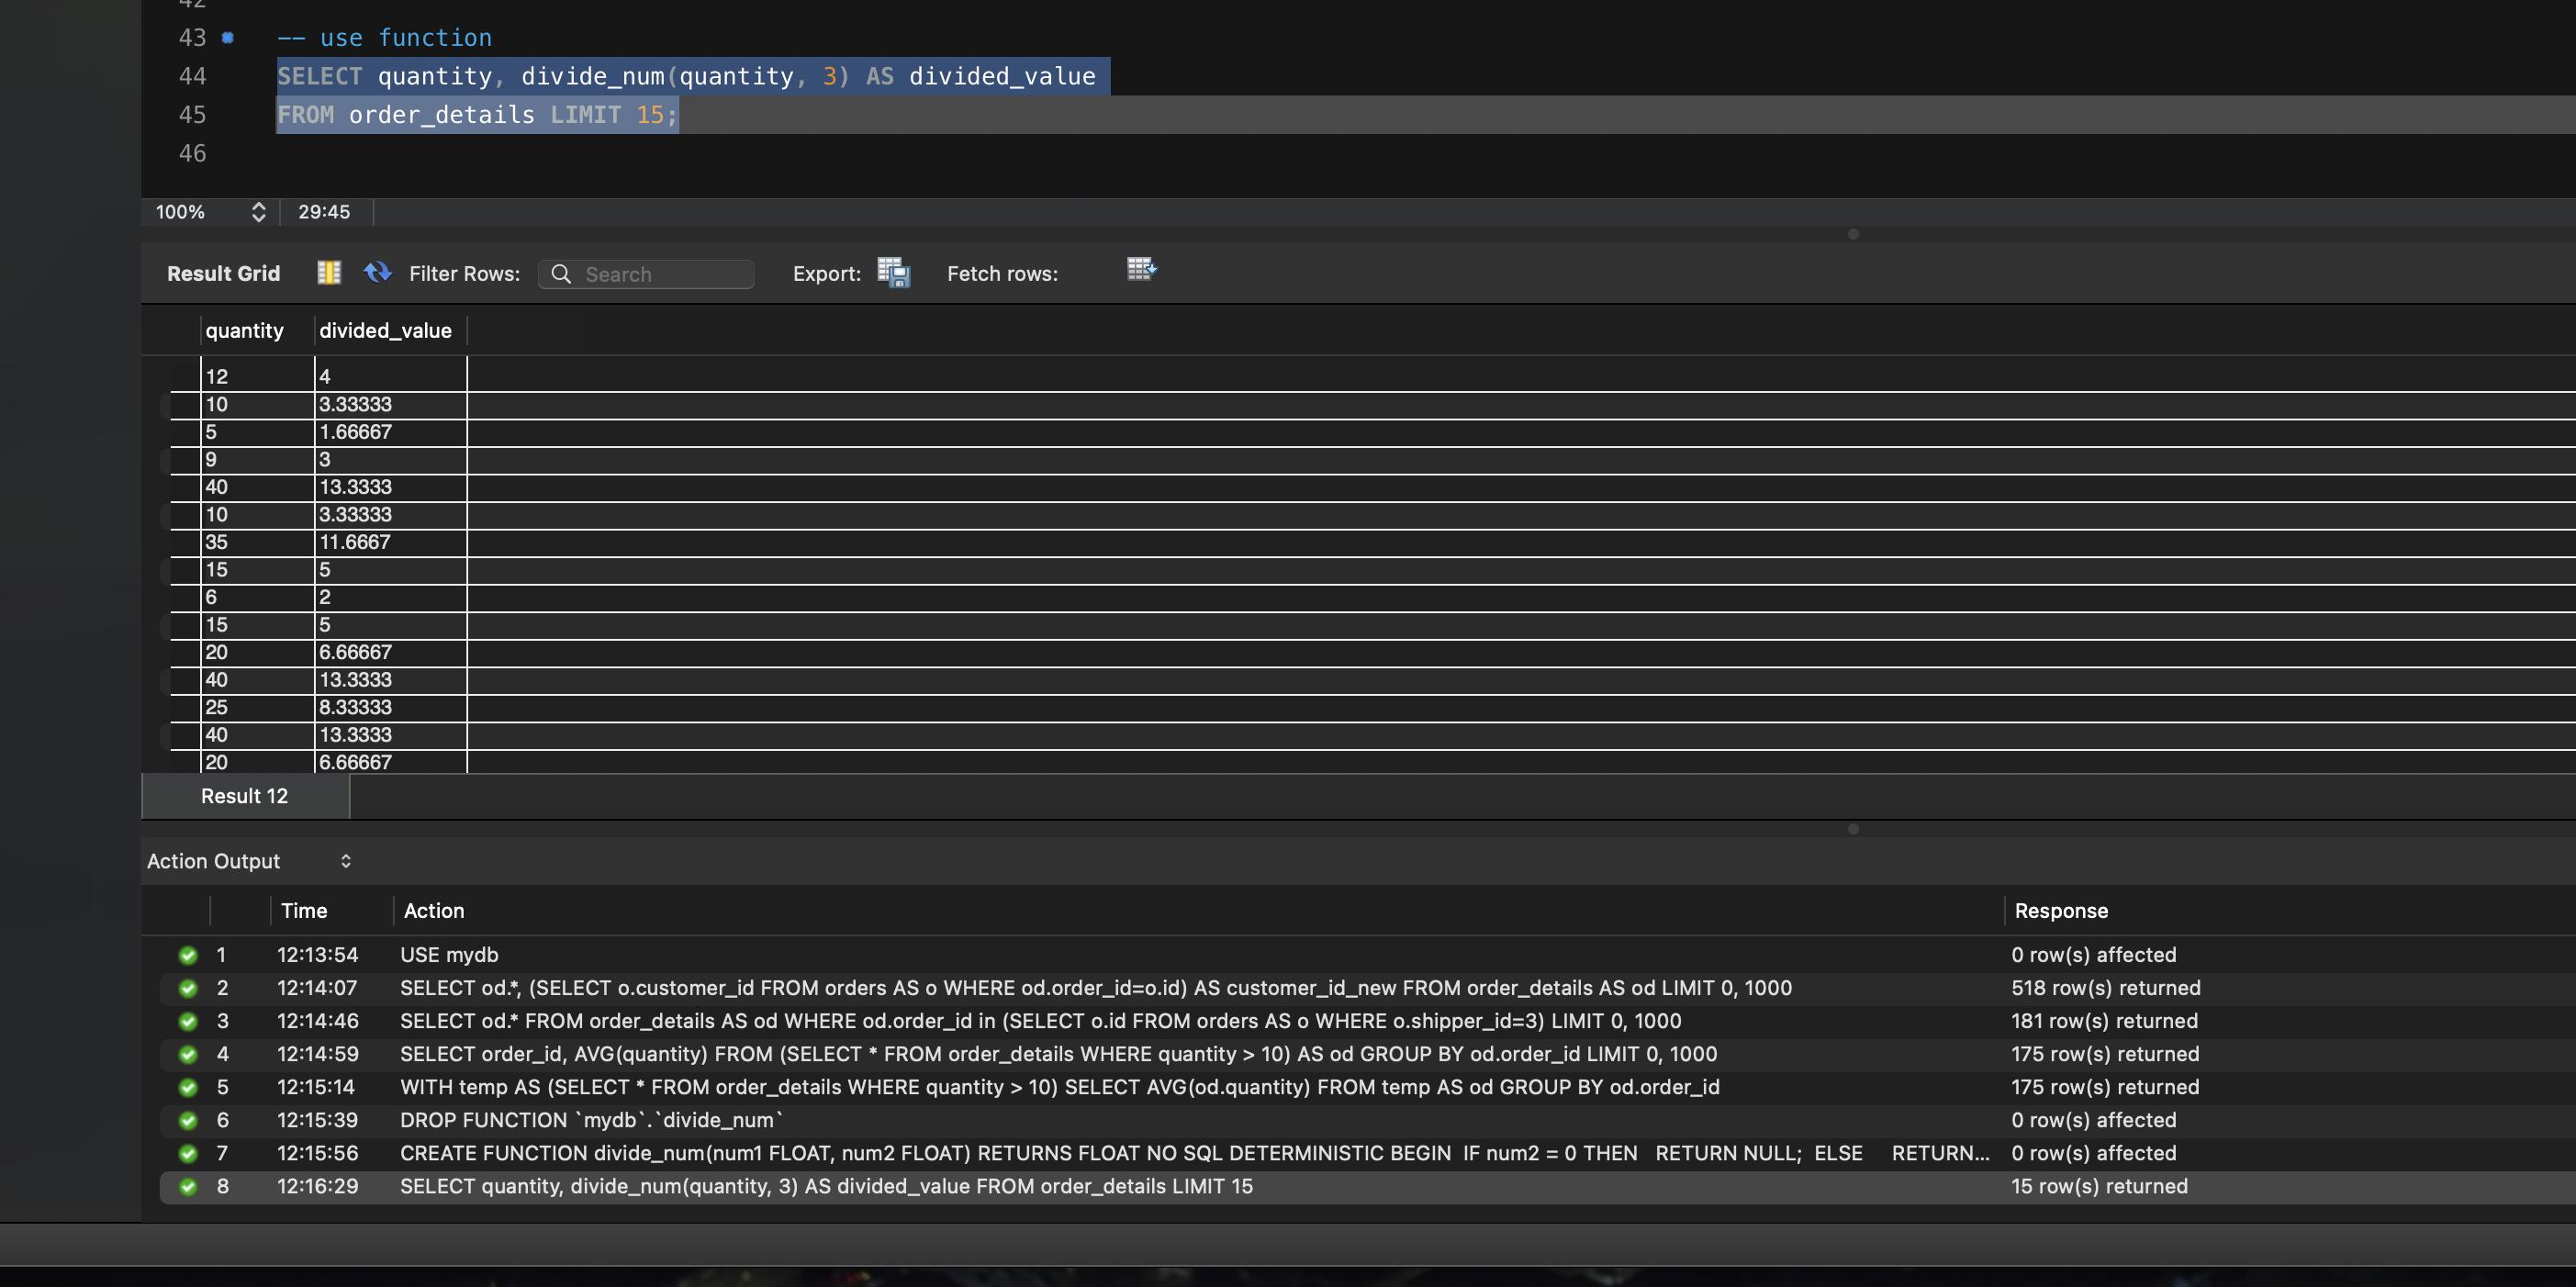 42
43 -- use function
44 SELECT quantity, divide_num(quantity, 3) AS divided_value
45 FROM order_details LIMIT 15;
46
100% 29:45
Result Grid Filter Rows: Search Export: Fetch rows:
quantity divided_value
12 4
10 3.33333
5 1.66667
9 3
40 13.3333
10 3.33333
35 11.6667
15 5
6 2
15 5
20 6.66667
40 13.3333
25 8.33333
40 13.3333
20 6.66667
Result 12
Action Output
Time Action Response
1 12:13:54 USE mydb 0 row(s) affected
2 12:14:07 SELECT od.*, (SELECT o.customer_id FROM orders AS o WHERE od.order_id=o.id) AS customer_id_new FROM order_details AS od LIMIT 0, 1000 518 row(s) returned
3 12:14:46 SELECT od.* FROM order_details AS od WHERE od.order_id in (SELECT o.id FROM orders AS o WHERE o.shipper_id=3) LIMIT 0, 1000 181 row(s) returned
4 12:14:59 SELECT order_id, AVG(quantity) FROM (SELECT * FROM order_details WHERE quantity > 10) AS od GROUP BY od.order_id LIMIT 0, 1000 175 row(s) returned
5 12:15:14 WITH temp AS (SELECT * FROM order_details WHERE quantity > 10) SELECT AVG(od.quantity) FROM temp AS od GROUP BY od.order_id 175 row(s) returned
6 12:15:39 DROP FUNCTION `mydb`.`divide_num` 0 row(s) affected
7 12:15:56 CREATE FUNCTION divide_num(num1 FLOAT, num2 FLOAT) RETURNS FLOAT NO SQL DETERMINISTIC BEGIN IF num2 = 0 THEN RETURN NULL; ELSE RETURN... 0 row(s) affected
8 12:16:29 SELECT quantity, divide_num(quantity, 3) AS divided_value FROM order_details LIMIT 15 15 row(s) returned